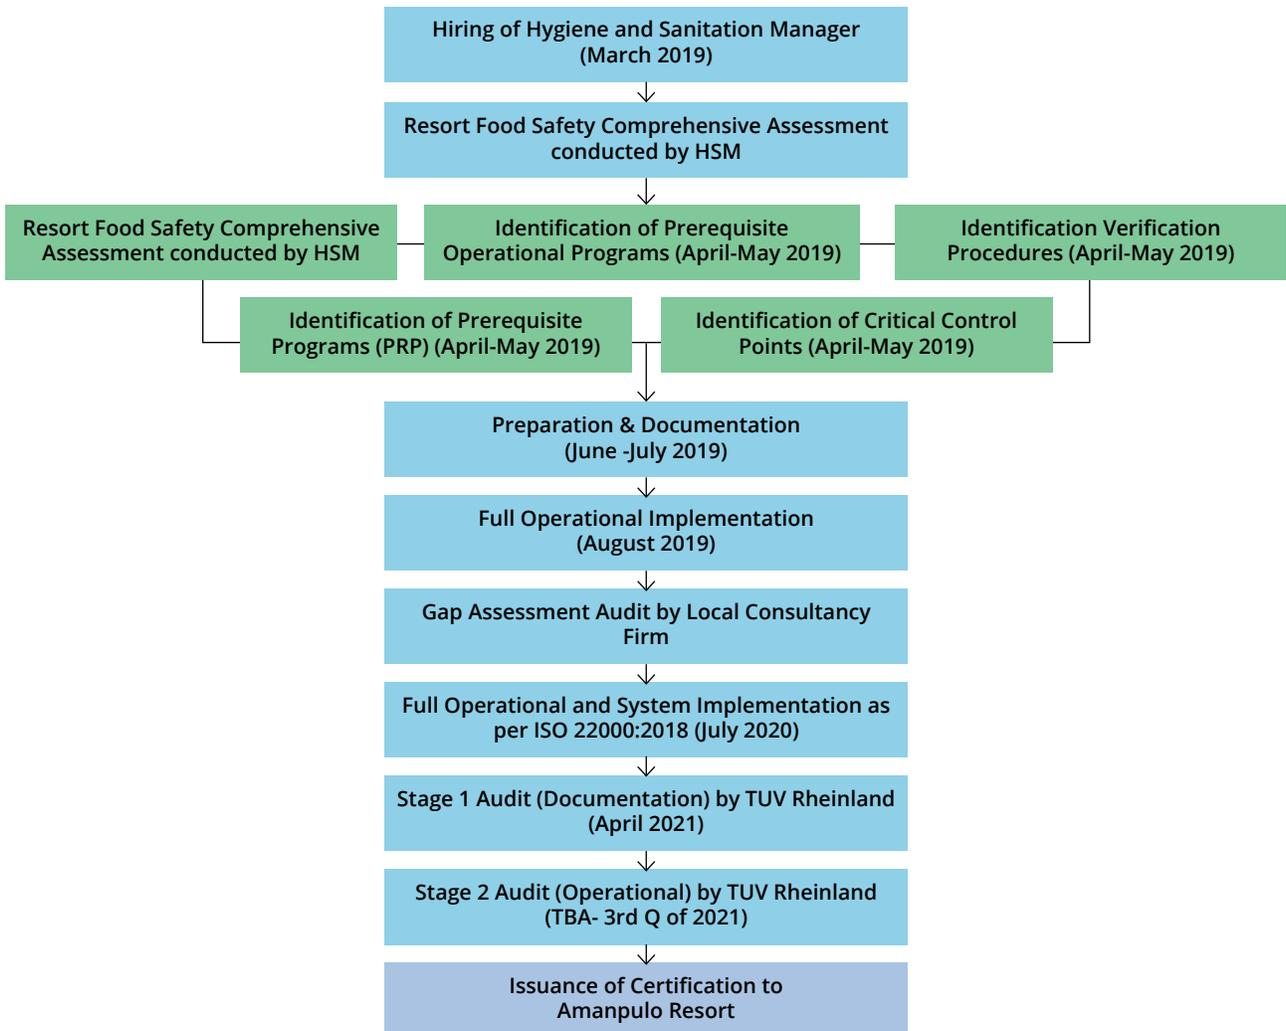 Hiring of Hygiene and Sanitation Manager
(March 2019)
Resort Food Safety Comprehensive Assessment
conducted by HSM
Resort Food Safety Comprehensive
Assessment conducted by HSM
Identification of Prerequisite
Operational Programs (April-May 2019)
Identification Verification
Procedures (April-May 2019)
Identification of Prerequisite
Programs (PRP) (April-May 2019)
Identification of Critical Control
Points (April-May 2019)
Preparation & Documentation
(June -July 2019)
Full Operational Implementation
(August 2019)
Gap Assessment Audit by Local Consultancy
Firm
Full Operational and System Implementation as
per ISO 22000:2018 (July 2020)
Stage 1 Audit (Documentation) by TUV Rheinland
(April 2021)
Stage 2 Audit (Operational) by TUV Rheinland
(TBA- 3rd Q of 2021)
Issuance of Certification to
Amanpulo Resort